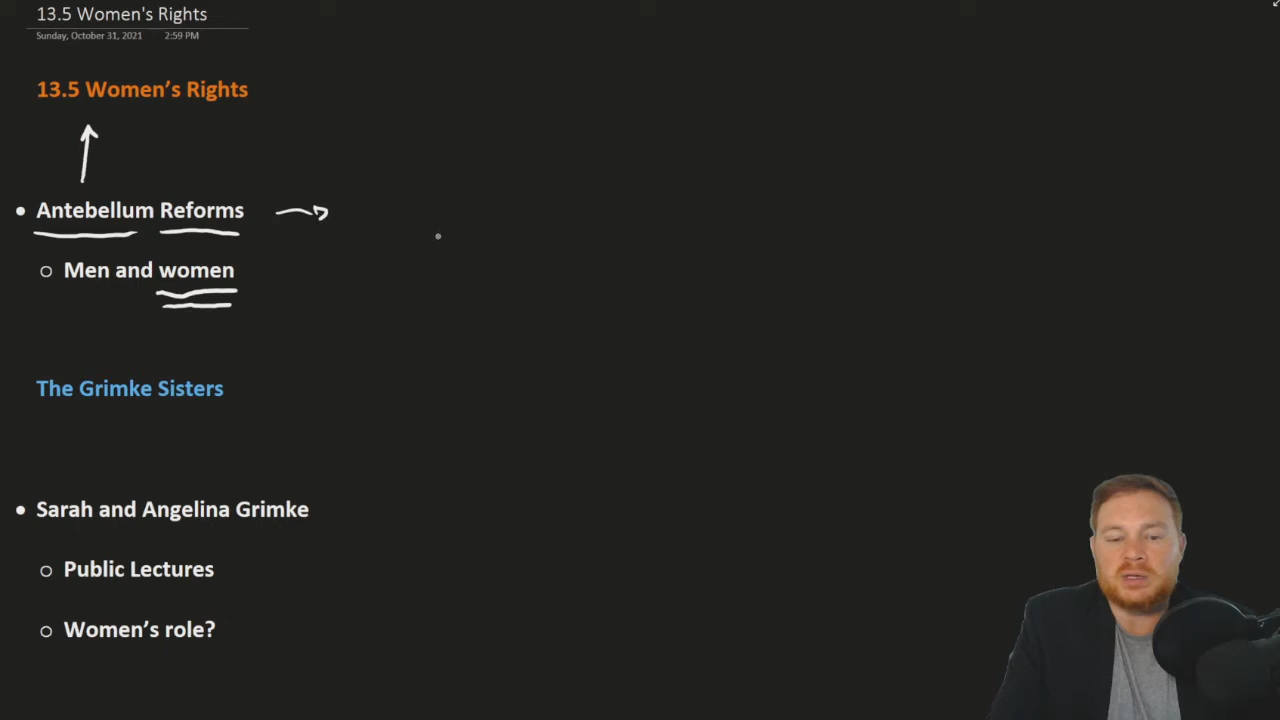 13.5 Women's Rights
Sunday, October 31, 2021 2:59 PM
13.5 Women’s Rights
• Antebellum Reforms
○ Men and women
The Grimke Sisters
• Sarah and Angelina Grimke
○ Public Lectures
○ Women’s role?